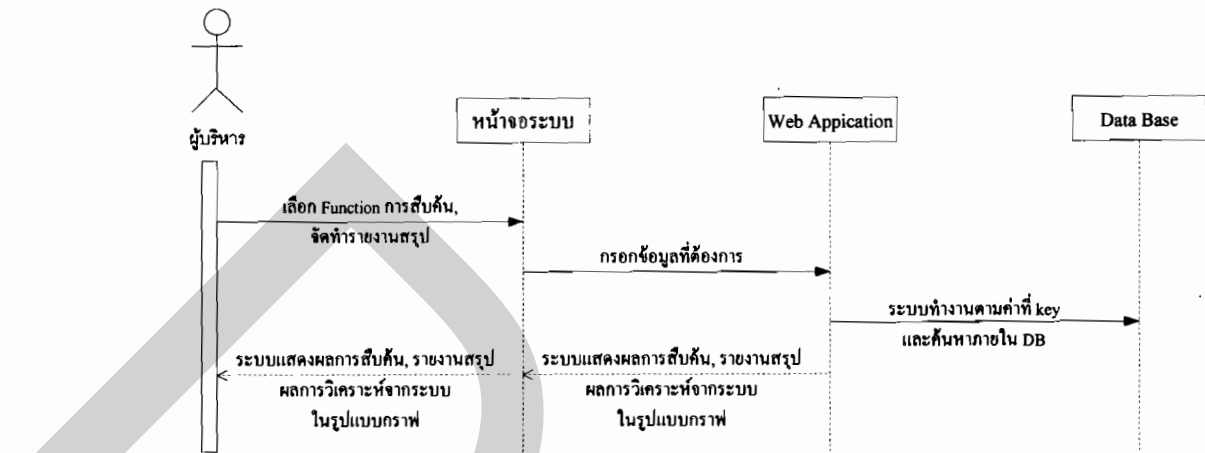 ผู้บริหาร
หน้าจอระบบ
Web Appication
Data Base
เลือก Function การสืบค้น,
จัดทำรายงานสรุป
กรอกข้อมูลที่ต้องการ
ระบบทำงานตามค่าที่ key
และค้นหาภายใน DB
ระบบแสดงผลการสืบค้น, รายงานสรุป
ผลการวิเคราะห์จากระบบ
ในรูปแบบกราฟ
ระบบแสดงผลการสืบค้น, รายงานสรุป
ผลการวิเคราะห์จากระบบ
ในรูปแบบกราฟ